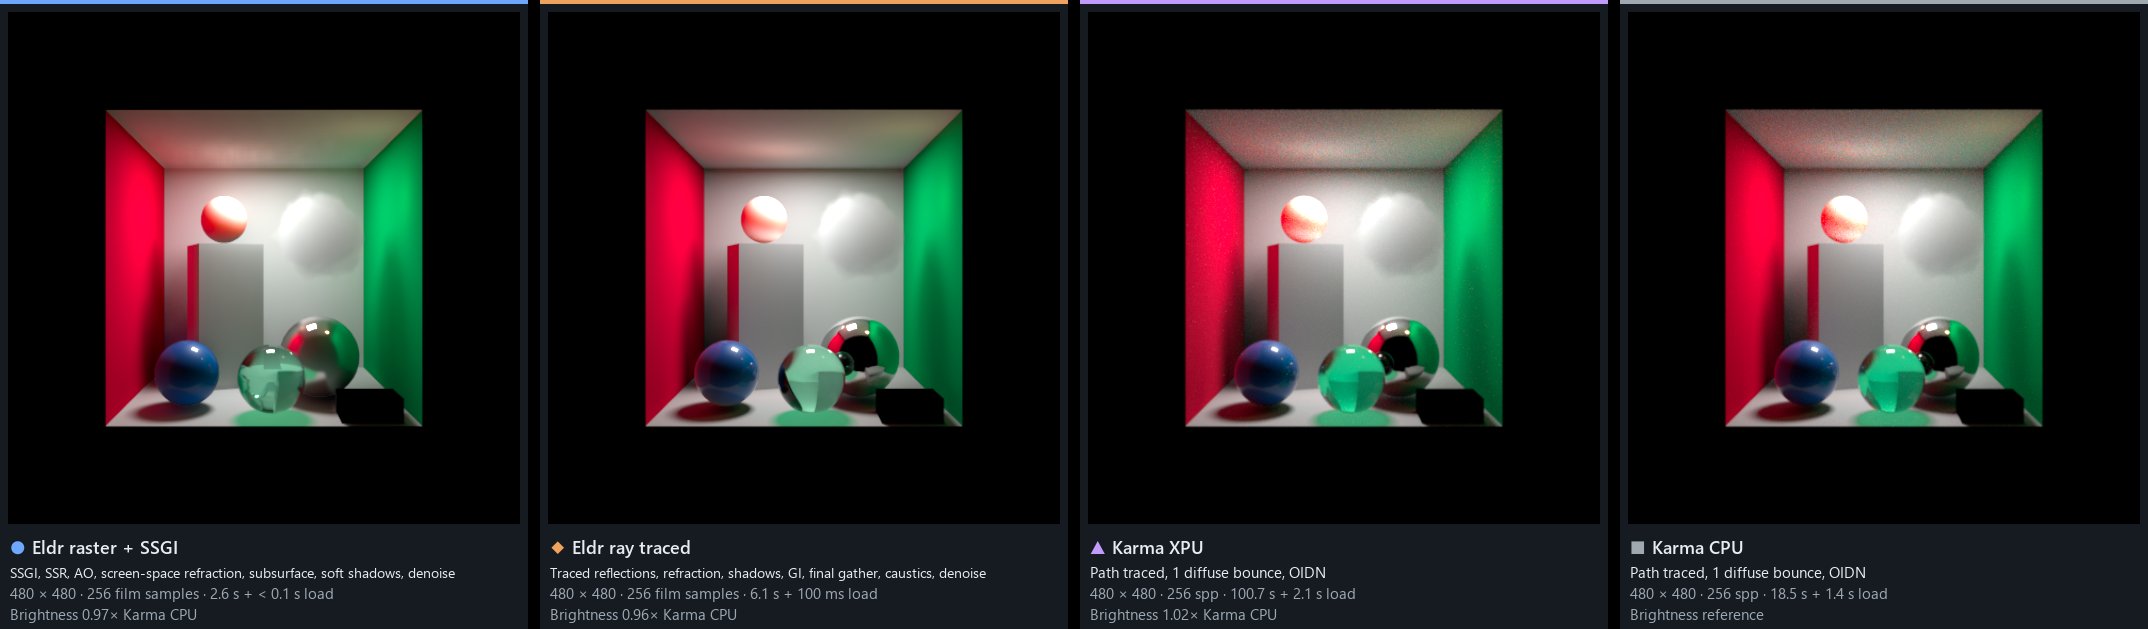 Eldr raster + SSGI
SSGI, SSR, AO, screen-space refraction, subsurface, soft shadows, denoise
480 × 480 · 256 film samples · 2.6 s + < 0.1 s load
Brightness 0.97× Karma CPU
Eldr ray traced
Traced reflections, refraction, shadows, GI, final gather, caustics, denoise
480 × 480 · 256 film samples · 6.1 s + 100 ms load
Brightness 0.96× Karma CPU
Karma XPU
Path traced, 1 diffuse bounce, OIDN
480 × 480 · 256 spp · 100.7 s + 2.1 s load
Brightness 1.02× Karma CPU
Karma CPU
Path traced, 1 diffuse bounce, OIDN
480 × 480 · 256 spp · 18.5 s + 1.4 s load
Brightness reference